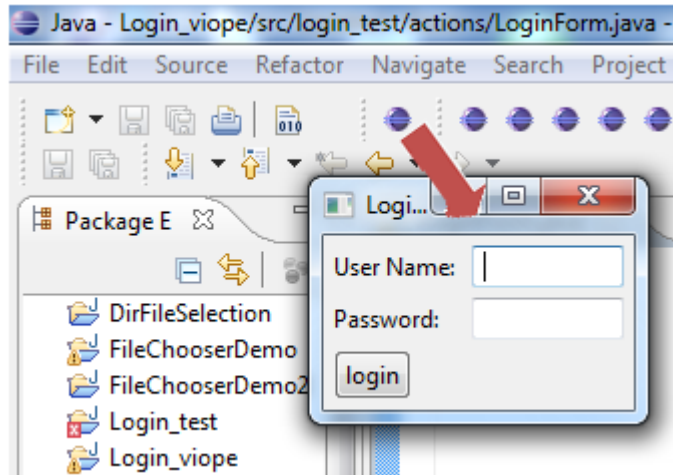 Java - Login_viope/src/login_test/actions/LoginForm.java -
File Edit Source Refactor Navigate Search Project
010
Package E
Logi...
User Name:
Password:
login
DirFileSelection
FileChooserDemo
FileChooserDemo2
Login_test
Login_viope